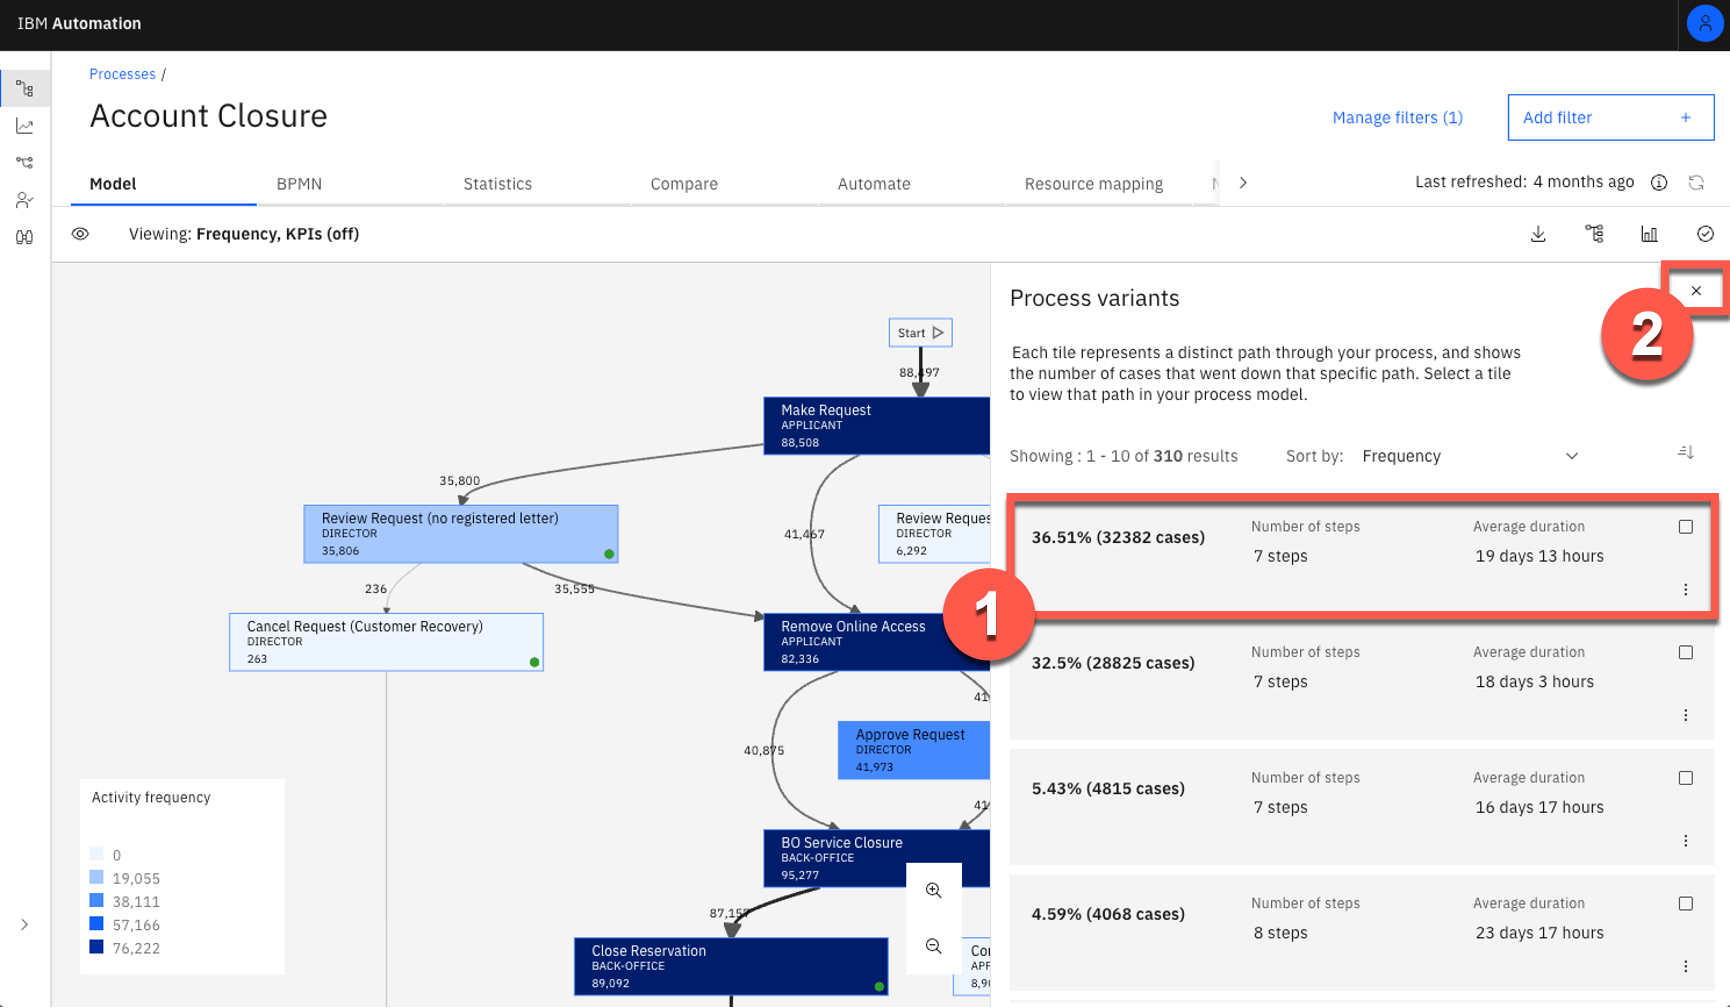 IBM Automation
Processes /
Account Closure
Manage filters (1)
Add filter +
Model
BPMN
Statistics
Compare
Automate
Resource mapping
Last refreshed: 4 months ago
Viewing: Frequency, KPIs (off)
Start
88,497
Make Request
APPLICANT
88,508
35,800
Review Request (no registered letter)
DIRECTOR
35,806
41,467
Review Reques
DIRECTOR
6,292
236
35,555
Cancel Request (Customer Recovery)
DIRECTOR
263
Remove Online Access
APPLICANT
82,336
41
Approve Request
DIRECTOR
41,973
40,875
41
BO Service Closure
BACK-OFFICE
95,277
87,157
Close Reservation
BACK-OFFICE
89,092
Co
APF
8,9
Activity frequency
0
19,055
38,111
57,166
76,222
Process variants
2
Each tile represents a distinct path through your process, and shows
the number of cases that went down that specific path. Select a tile
to view that path in your process model.
Showing : 1 - 10 of 310 results
Sort by: Frequency
1
36.51% (32382 cases)
Number of steps
7 steps
Average duration
19 days 13 hours
32.5% (28825 cases)
Number of steps
7 steps
Average duration
18 days 3 hours
5.43% (4815 cases)
Number of steps
7 steps
Average duration
16 days 17 hours
4.59% (4068 cases)
Number of steps
8 steps
Average duration
23 days 17 hours